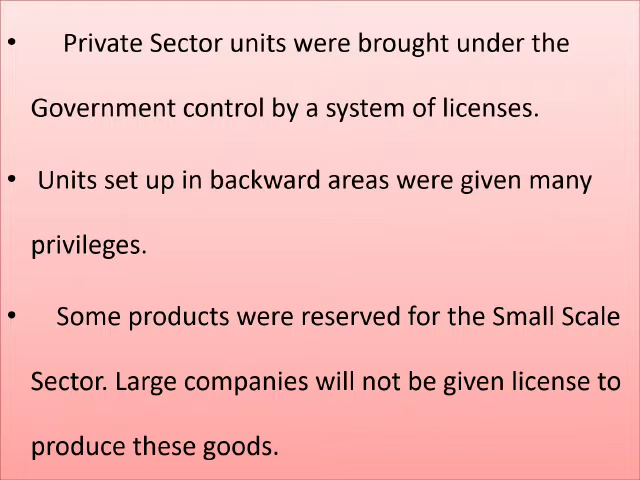 • Private Sector units were brought under the
Government control by a system of licenses.
• Units set up in backward areas were given many
privileges.
• Some products were reserved for the Small Scale
Sector. Large companies will not be given license to
produce these goods.